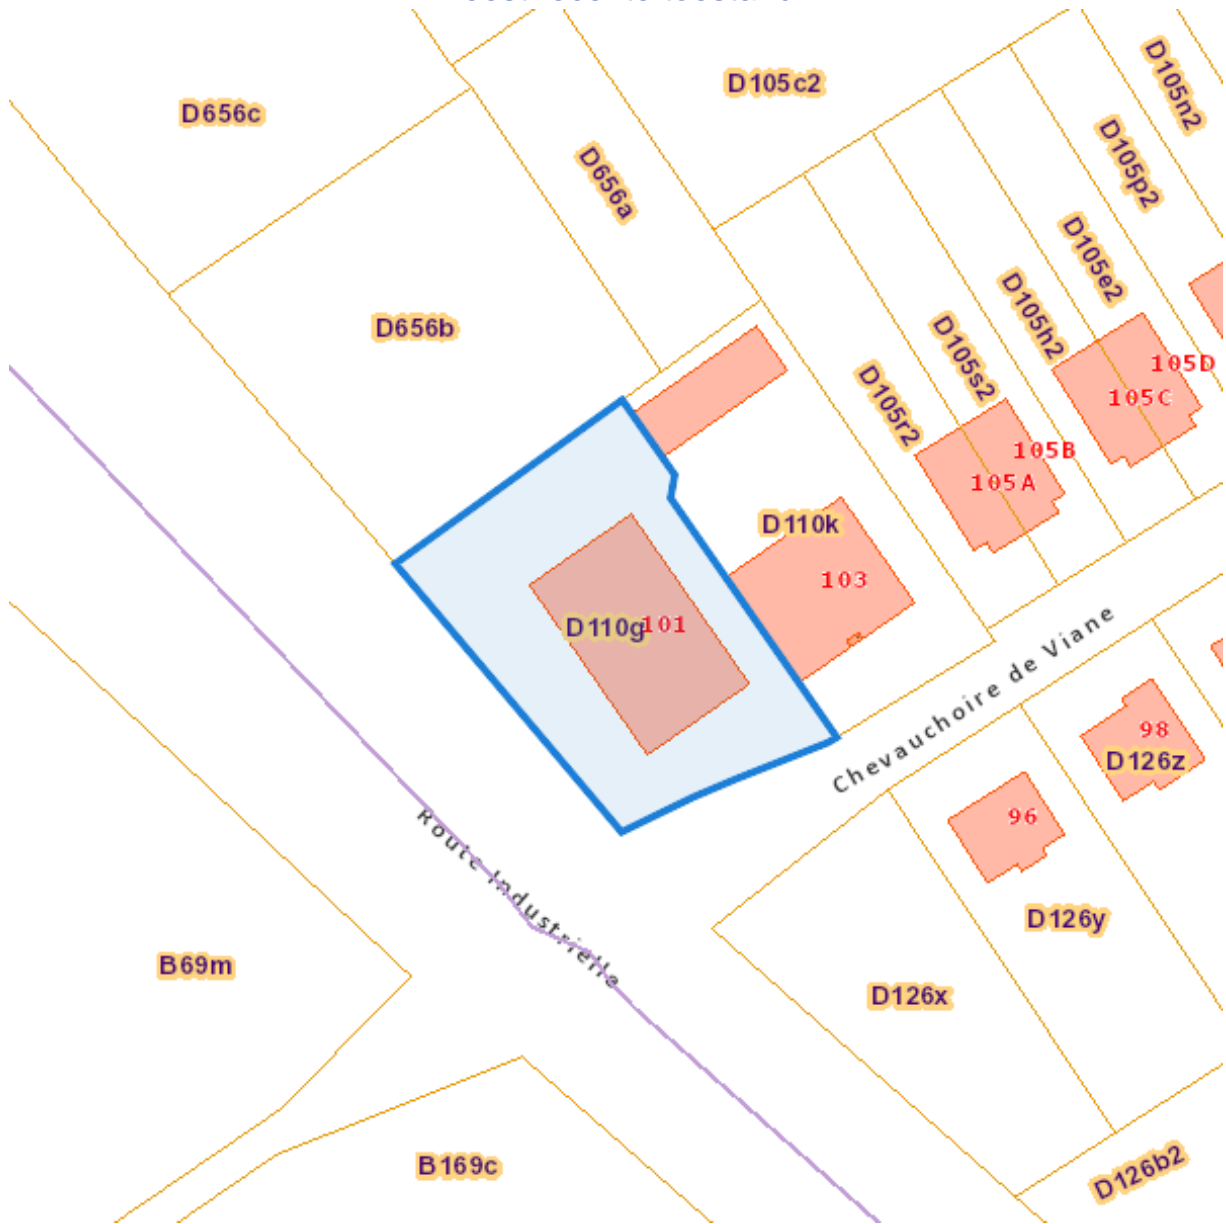 D656c
D105c2
D105n2
D105p2
D656a
D105e2
D105h2
D656b
D105s2
D105r2
105D
105C
105B
105A
D110k
103
D110g
101
Chevauchoire de Viane
98
D126z
96
Route Industrielle
D126y
B69m
D126x
B169c
D126b2